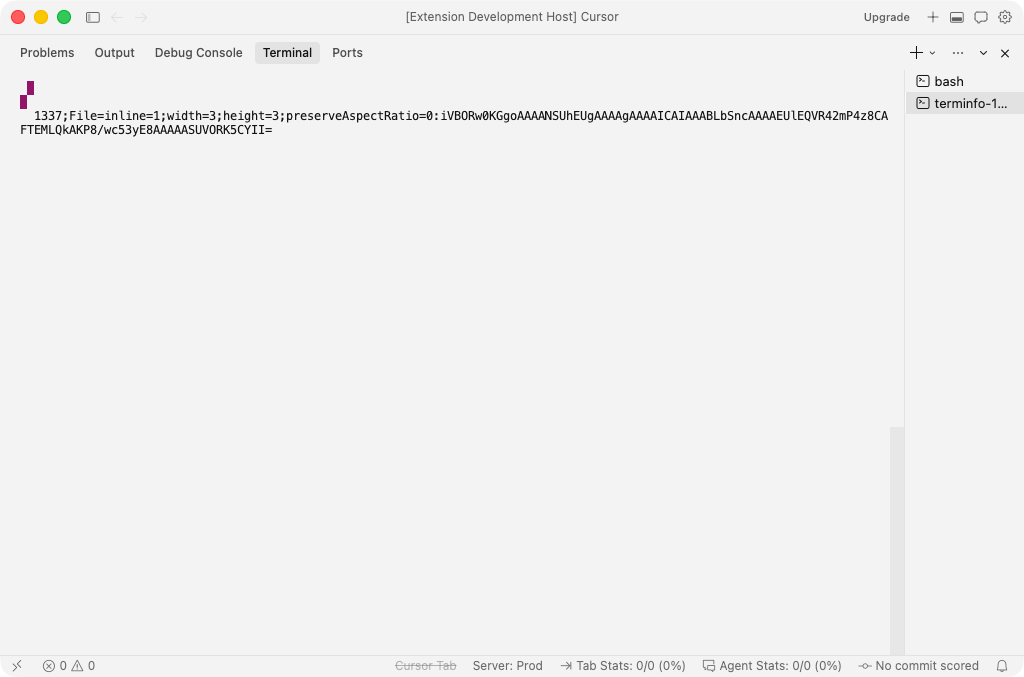 [Extension Development Host] Cursor
Upgrade
Problems Output Debug Console Terminal Ports
bash
terminfo-1...
1337;File=inline=1;width=3;height=3;preserveAspectRatio=0:iVBORw0KGgoAAAANSUhEUgAAAAgAAAAICAIAAABLbSncAAAAEUlEQVR42mP4z8CA
FTEMLQkAKP8/wc53yE8AAAAASUVORK5CYII=
0 0 Cursor Tab Server: Prod Tab Stats: 0/0 (0%) Agent Stats: 0/0 (0%) No commit scored